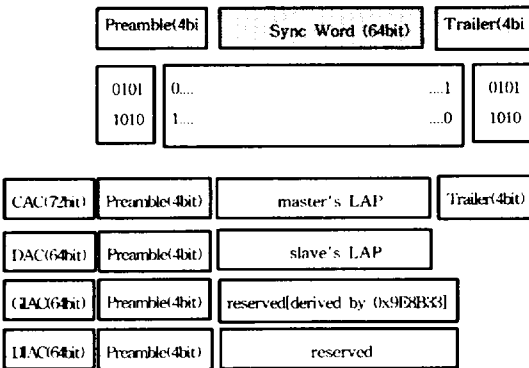 Preamble(4bi Sync Word (64bit) Trailer(4bi
0101 0.... ....1 0101
1010 1.... ....0 1010
CAC(72bit) Preamble(4bit) master's LAP Trailer(4bit)
DAC(64bit) Preamble(4bit) slave's LAP
GIAC(64bit) Preamble(4bit) reserved[derived by 0x9E8B33]
DIAC(64bit) Preamble(4bit) reserved